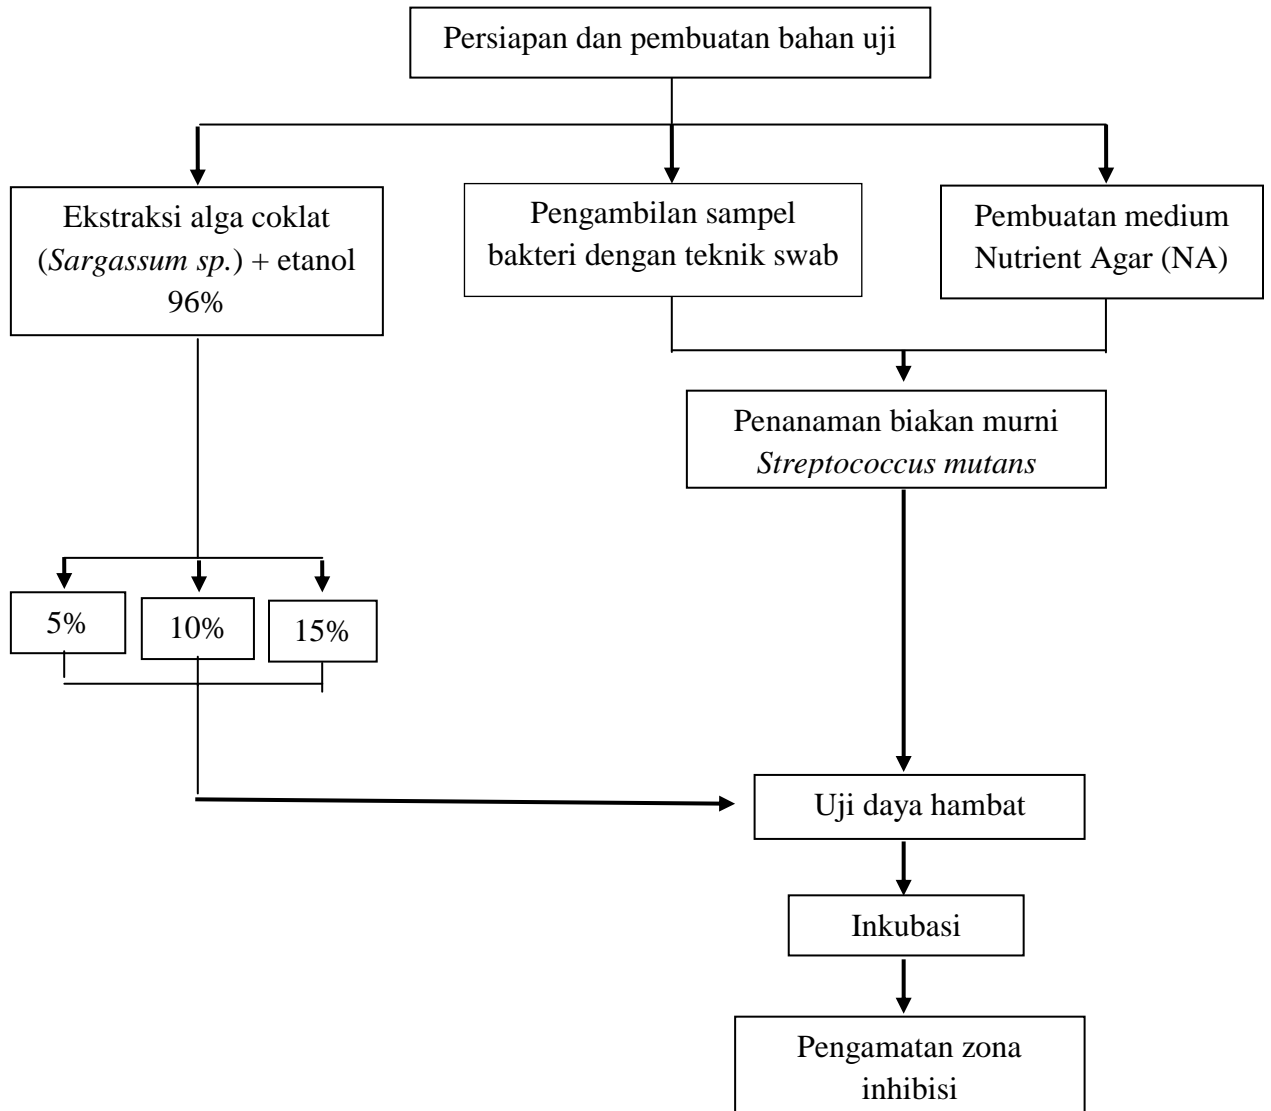 Persiapan dan pembuatan bahan uji
Ekstraksi alga coklat
(Sargassum sp.) + etanol
96%
Pengambilan sampel
bakteri dengan teknik swab
Pembuatan medium
Nutrient Agar (NA)
Penanaman biakan murni
Streptococcus mutans
5%
10%
15%
Uji daya hambat
Inkubasi
Pengamatan zona
inhibisi